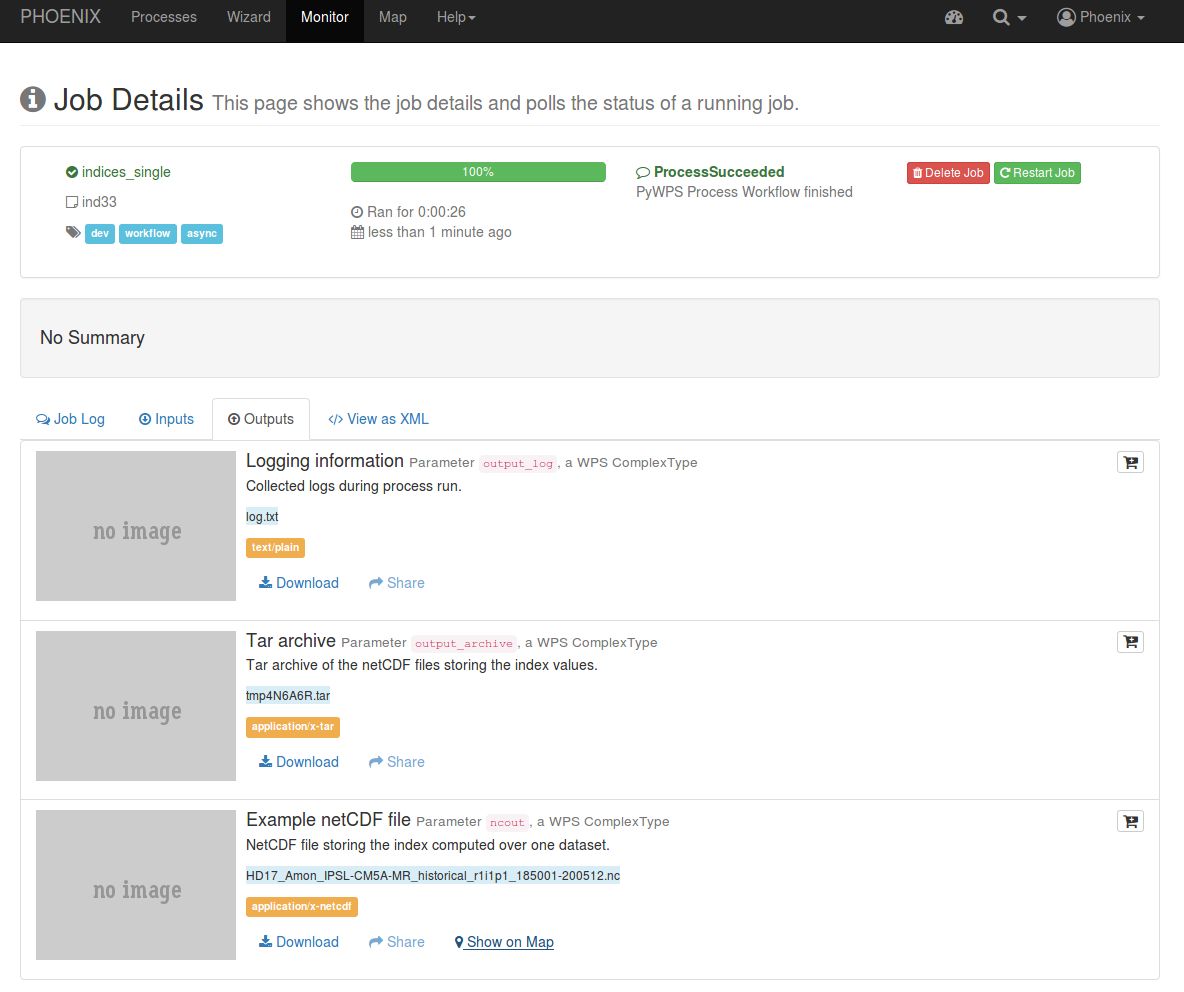 PHOENIX Processes Wizard Monitor Map Help Phoenix
Job Details This page shows the job details and polls the status of a running job.
indices_single 100% ProcessSucceeded Delete Job Restart Job
PyWPS Process Workflow finished
ind33
Ran for 0:00:26
dev workflow async less than 1 minute ago
No Summary
Job Log Inputs Outputs </> View as XML
Logging information Parameter output_log, a WPS ComplexType
Collected logs during process run.
log.txt
no image
text/plain
Download Share
Tar archive Parameter output_archive, a WPS ComplexType
Tar archive of the netCDF files storing the index values.
tmp4N6A6R.tar
no image
application/x-tar
Download Share
Example netCDF file Parameter ncout, a WPS ComplexType
NetCDF file storing the index computed over one dataset.
HD17_Amon_IPSL-CM5A-MR_historical_r1i1p1_185001-200512.nc
no image
application/x-netcdf
Download Share Show on Map